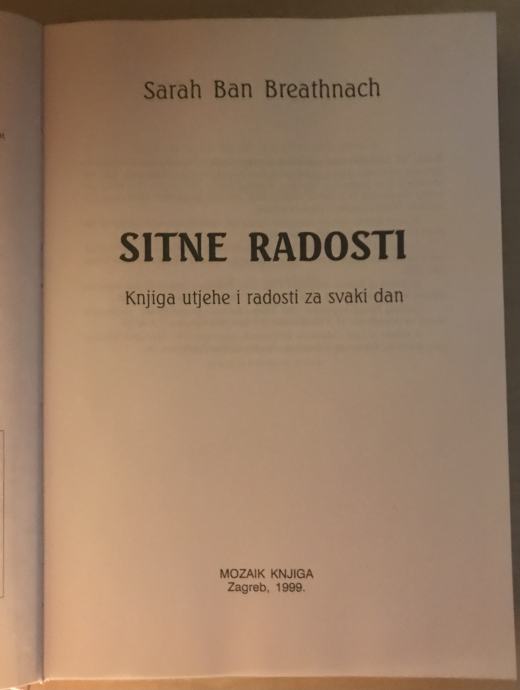 Sarah Ban Breathnach
SITNE RADOSTI
Knjiga utjehe i radosti za svaki dan
MOZAIK KNJIGA
Zagreb, 1999.